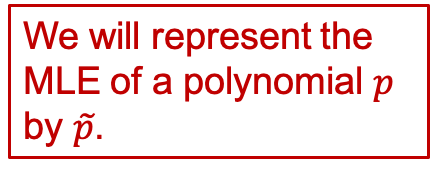 We will represent the
MLE of a polynomial 𝑝
by 𝑝̃.